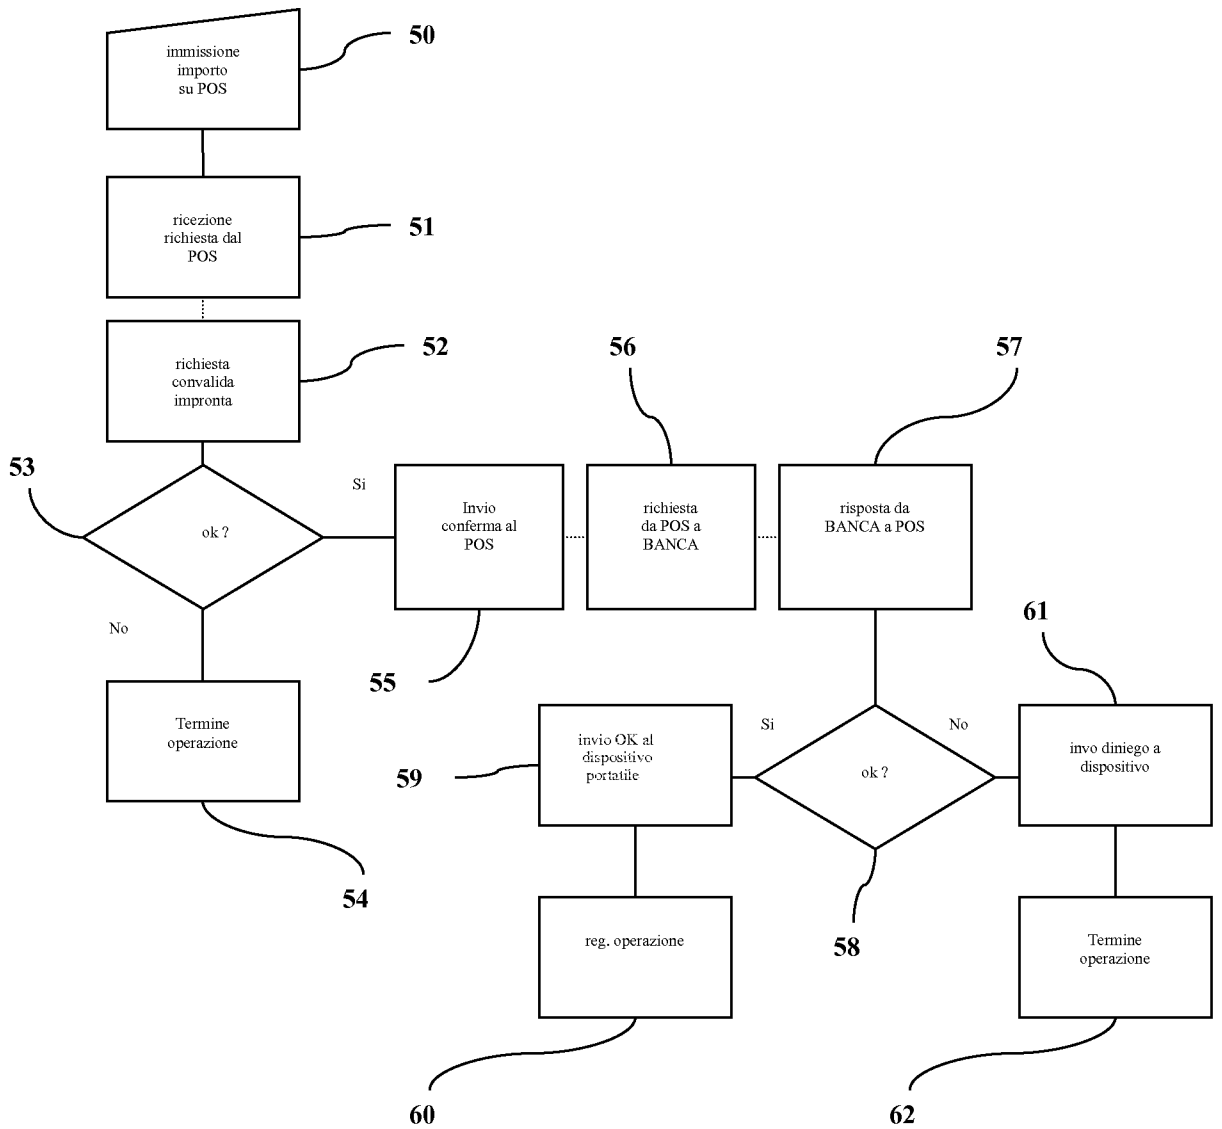 immissione
importo
su POS
50
ricezione
richiesta dal
POS
51
richiesta
convalida
impronta
52
53
ok ?
Si
No
Termine
operazione
54
Invio
conferma al
POS
55
56
richiesta
da POS a
BANCA
57
risposta da
BANCA a POS
ok ?
Si
No
58
invio OK al
dispositivo
portatile
59
reg. operazione
60
61
invo diniego a
dispositivo
Termine
operazione
62